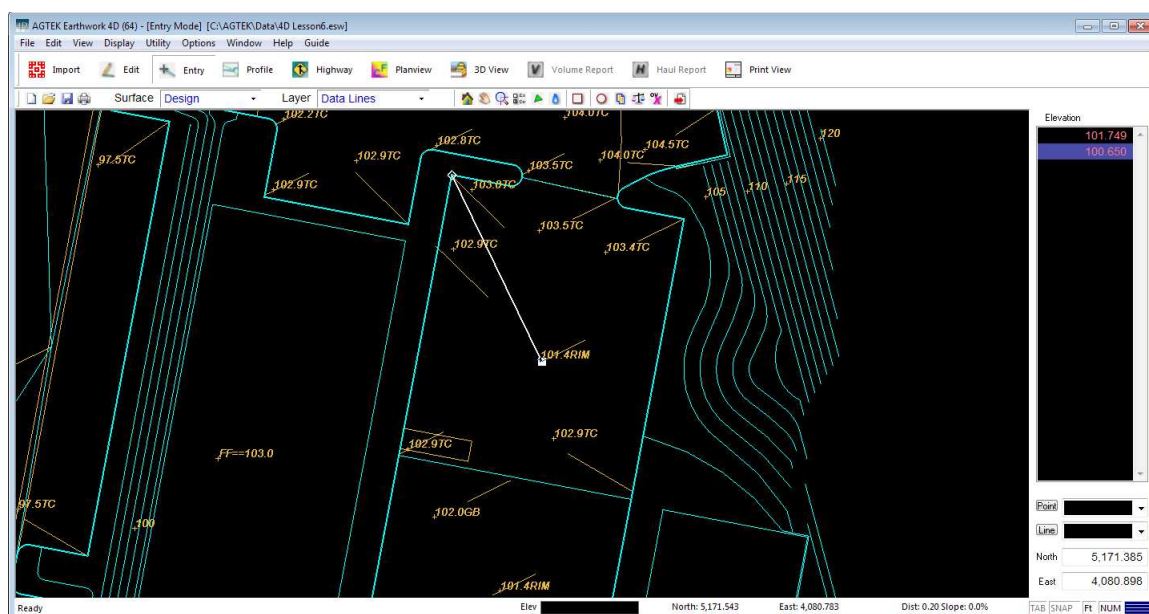 AGTEK Earthwork 4D (64) - [Entry Mode] [C:\AGTEK\Data\4D Lesson6.esw]
File Edit View Display Utility Options Window Help Guide
Import Edit Entry Profile Highway Planview 3D View Volume Report Haul Report Print View
Surface Design Layer Data Lines
Elevation
101.749
100.650
102.2TC
104.0TC
120
102.8TC
104.5TC
97.5TC
102.9TC
104.0TC
103.5TC
102.9TC
103.0TC
105 110 115
103.5TC
102.9TC
103.4TC
101.4RIM
102.9TC
102.9TC
FF==103.0
97.5TC
102.0GB
100
101.4RIM
Point
Line
North 5,171.385
East 4,080.898
Ready Elev North: 5,171.543 East: 4,080.783 Dist: 0.20 Slope: 0.0% TAB SNAP Ft NUM